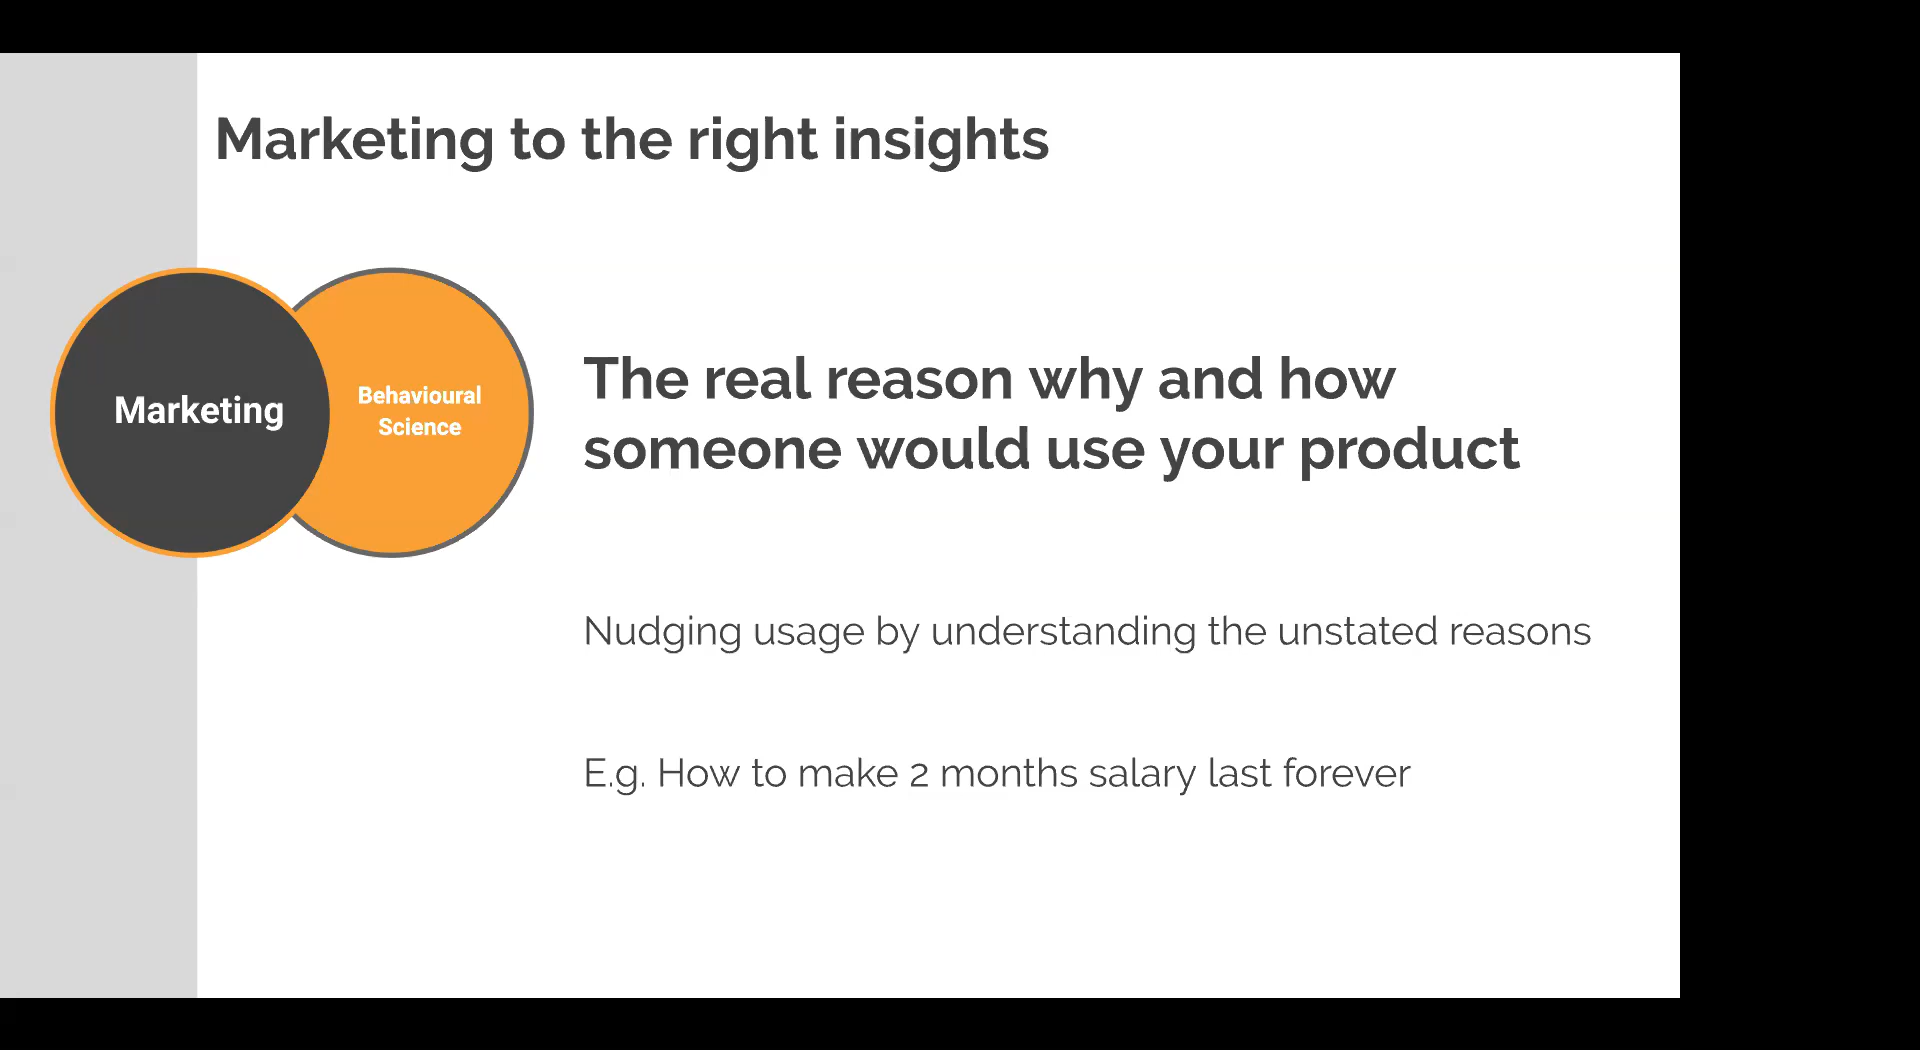 Marketing to the right insights
Marketing
Behavioural
Science
The real reason why and how
someone would use your product
Nudging usage by understanding the unstated reasons
E.g. How to make 2 months salary last forever